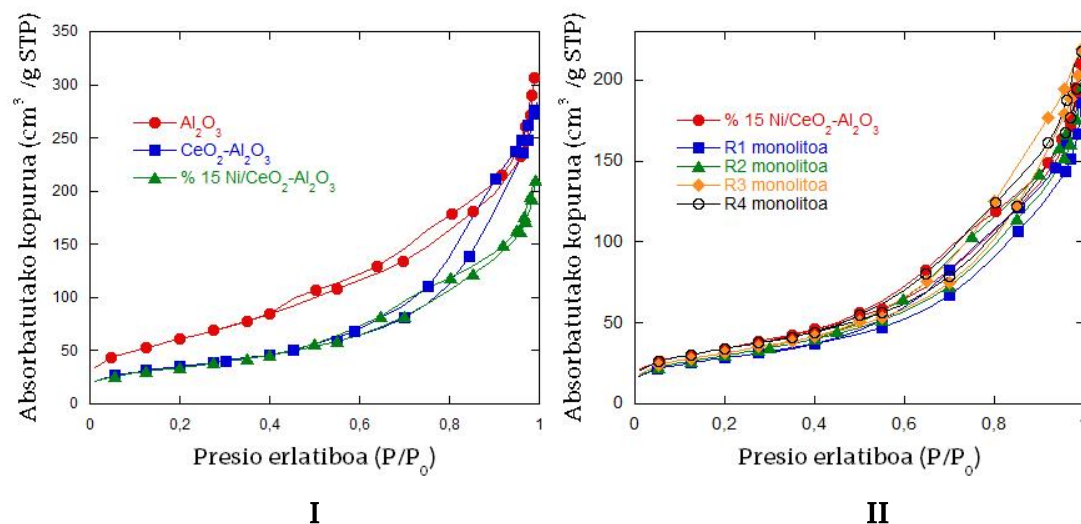 Absorbatutako kopurua (cm³ /g STP)
350
300
250
200
150
100
50
0
Al₂O₃
CeO₂-Al₂O₃
% 15 Ni/CeO₂-Al₂O₃
0 0,2 0,4 0,6 0,8 1
Presio erlatiboa (P/P₀)
I
Absorbatutako kopurua (cm³ /g STP)
200
150
100
50
0
% 15 Ni/CeO₂-Al₂O₃
R1 monolitoa
R2 monolitoa
R3 monolitoa
R4 monolitoa
0 0,2 0,4 0,6 0,8 1
Presio erlatiboa (P/P₀)
II